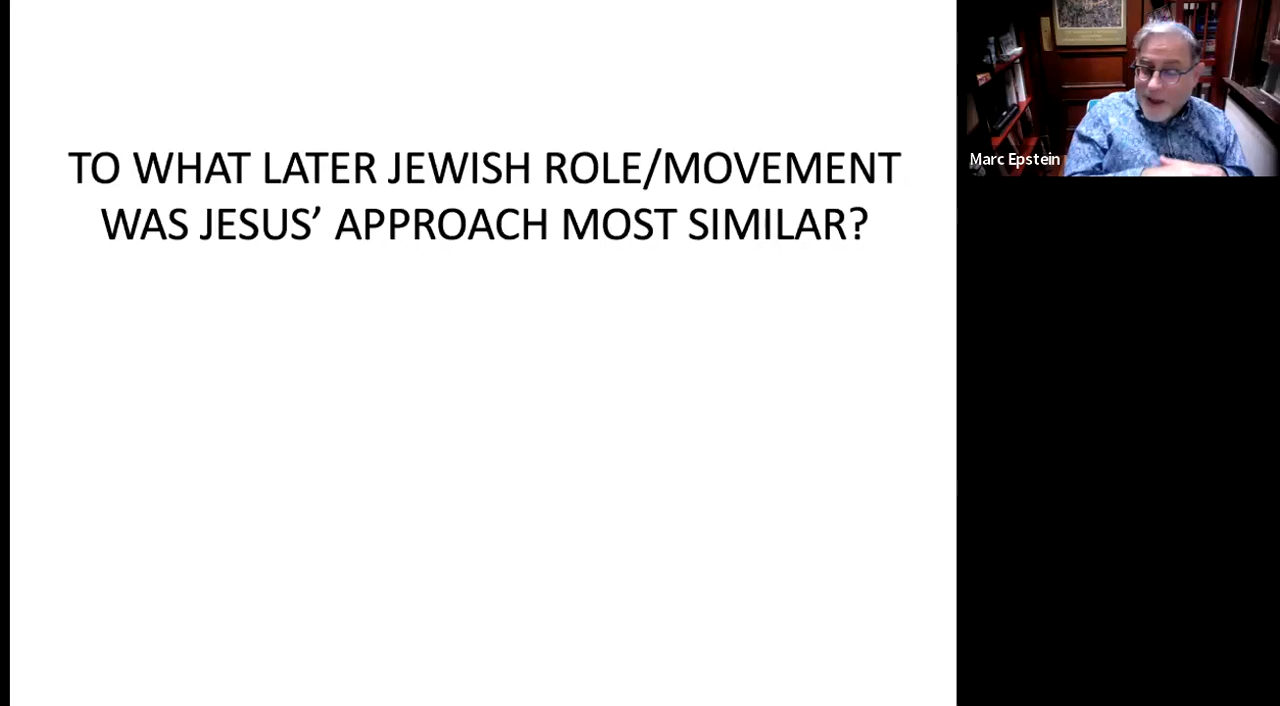 TO WHAT LATER JEWISH ROLE/MOVEMENT
WAS JESUS’ APPROACH MOST SIMILAR?
Marc Epstein